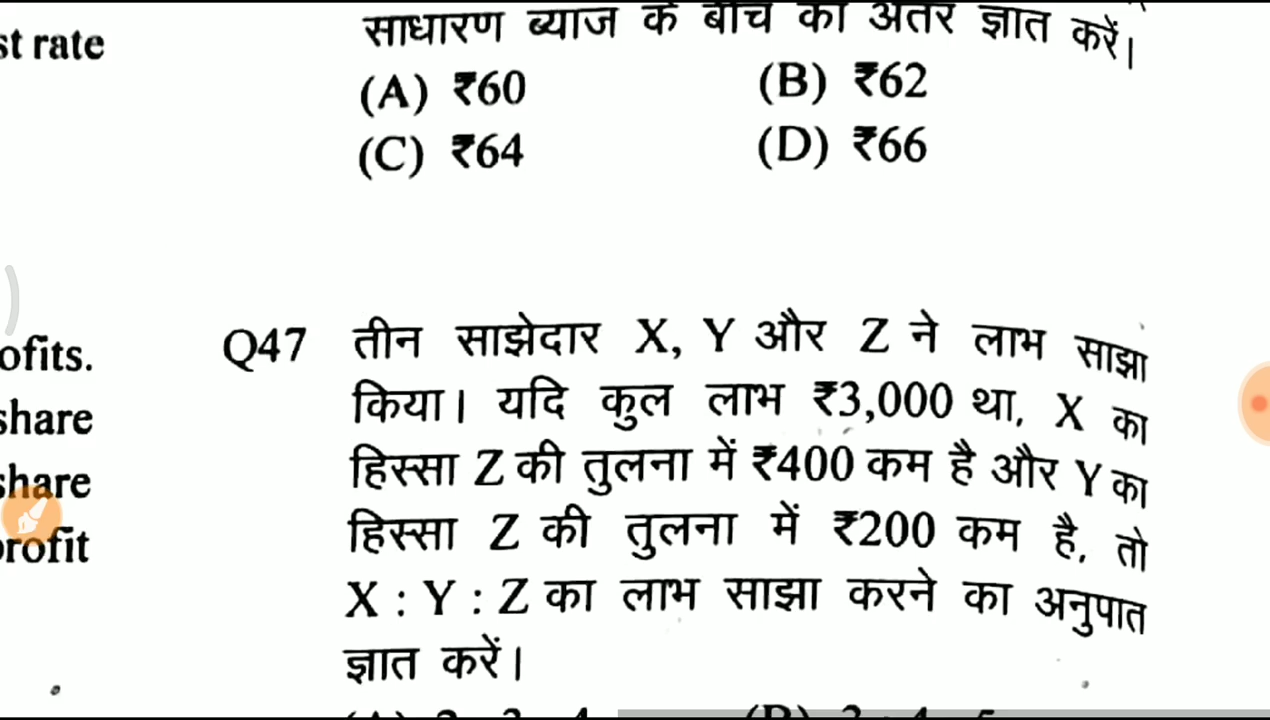 st rate
साधारण ब्याज के बीच का अंतर ज्ञात करें।
(A) ₹60 (B) ₹62
(C) ₹64 (D) ₹66
ofits.
share
share
profit
Q47 तीन साझेदार X, Y और Z ने लाभ साझा
किया। यदि कुल लाभ ₹3,000 था, X का
हिस्सा Z की तुलना में ₹400 कम है और Y का
हिस्सा Z की तुलना में ₹200 कम है, तो
X : Y : Z का लाभ साझा करने का अनुपात
ज्ञात करें।